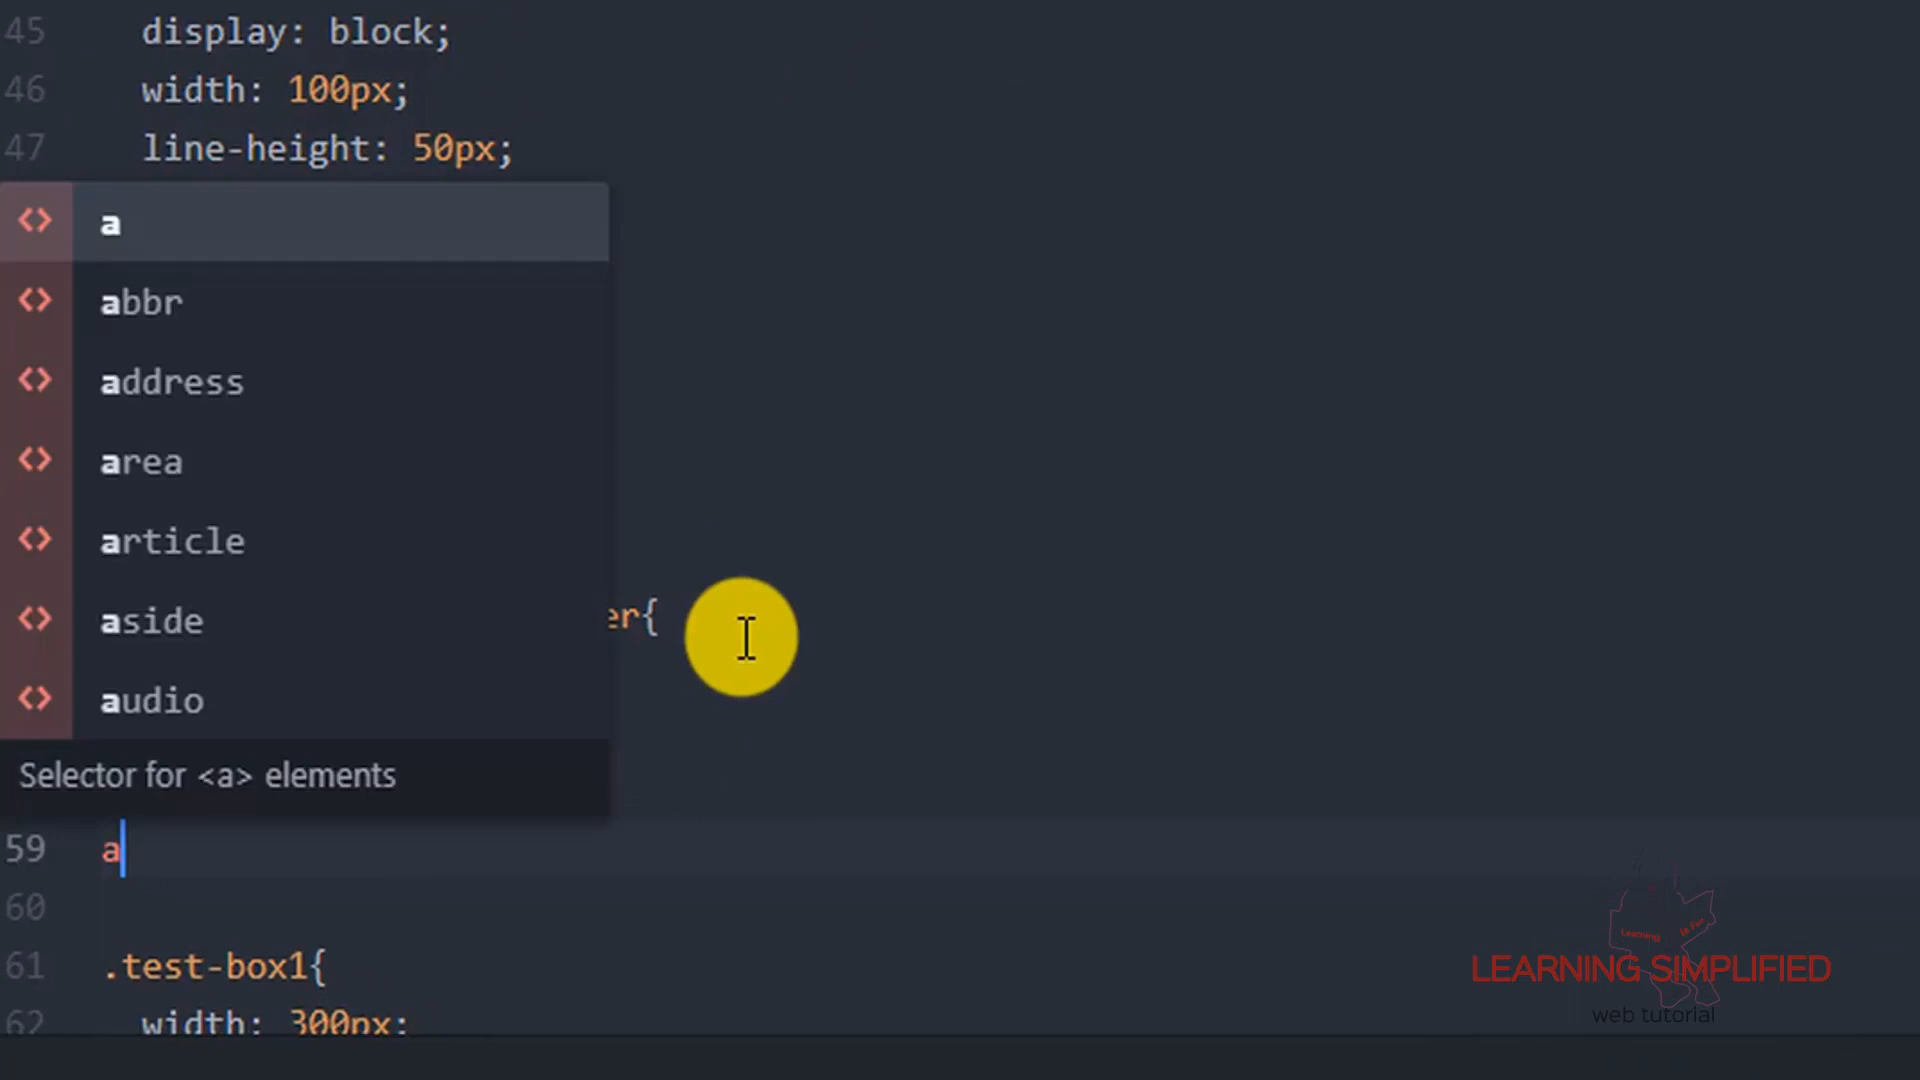 45 display: block;
46 width: 100px;
47 line-height: 50px;
<> a
<> abbr
<> address
<> area
<> article
<> aside
er{
<> audio
Selector for <a> elements
59 a
60
61 .test-box1{
62 width: 300px;
Learning
LEARNING SIMPLIFIED
web tutorial